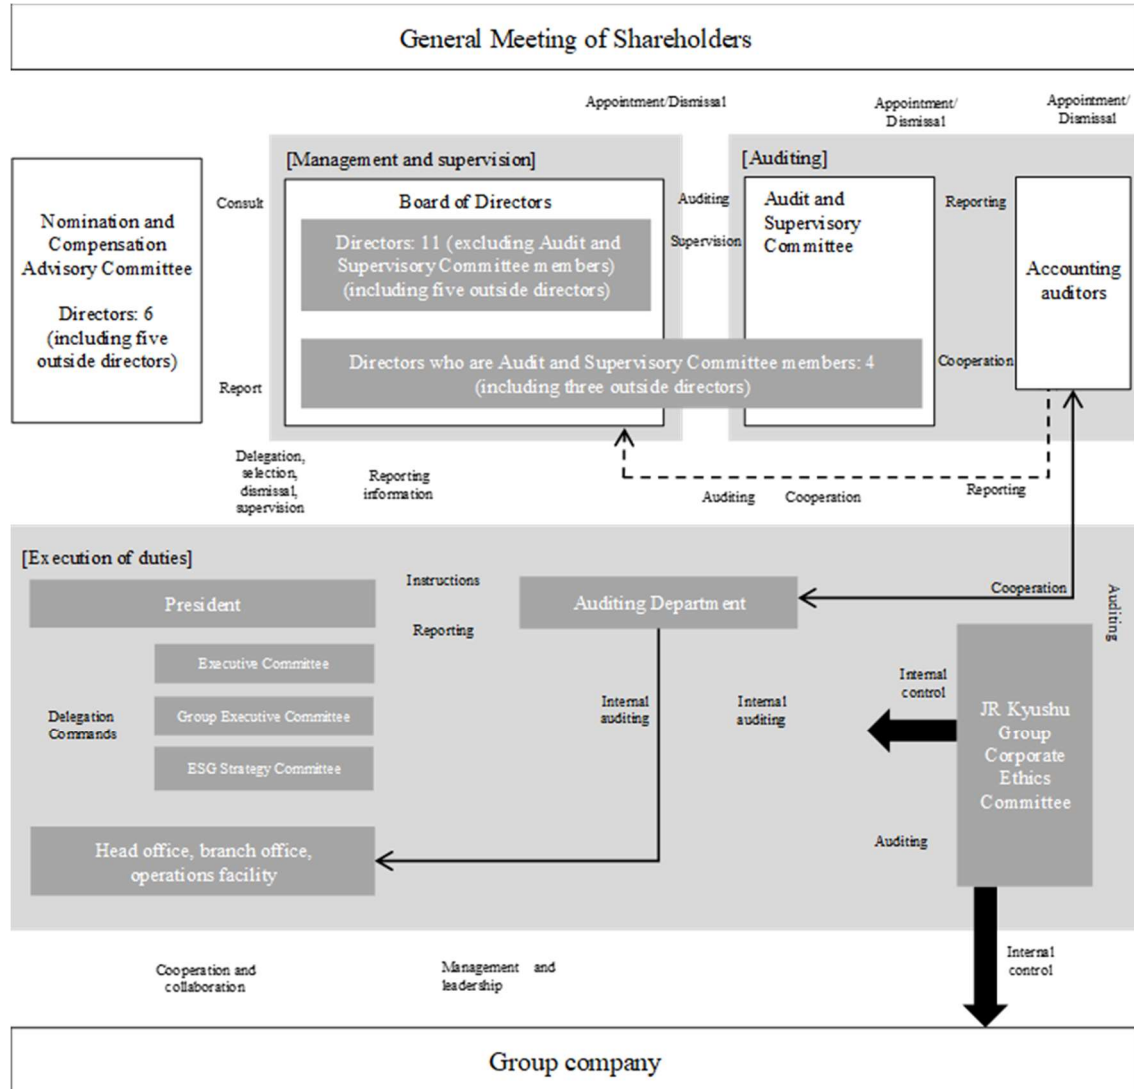 General Meeting of Shareholders
Appointment/Dismissal
Appointment/
Dismissal
Appointment/
Dismissal
[Management and supervision]
[Auditing]
Nomination and
Compensation
Advisory Committee
Directors: 6
(including five
outside directors)
Consult
Report
Board of Directors
Directors: 11 (excluding Audit and
Supervisory Committee members)
(including five outside directors)
Directors who are Audit and Supervisory Committee members: 4
(including three outside directors)
Auditing
Supervision
Audit and
Supervisory
Committee
Reporting
Cooperation
Accounting
auditors
Delegation,
selection,
dismissal,
supervision
Reporting
information
Auditing
Cooperation
Reporting
[Execution of duties]
President
Instructions
Reporting
Auditing Department
Cooperation
Auditing
Executive Committee
Group Executive Committee
ESG Strategy Committee
Delegation
Commands
Internal
auditing
Internal
auditing
Internal
control
JR Kyushu
Group
Corporate
Ethics
Committee
Auditing
Head office, branch office,
operations facility
Cooperation and
collaboration
Management and
leadership
Internal
control
Group company